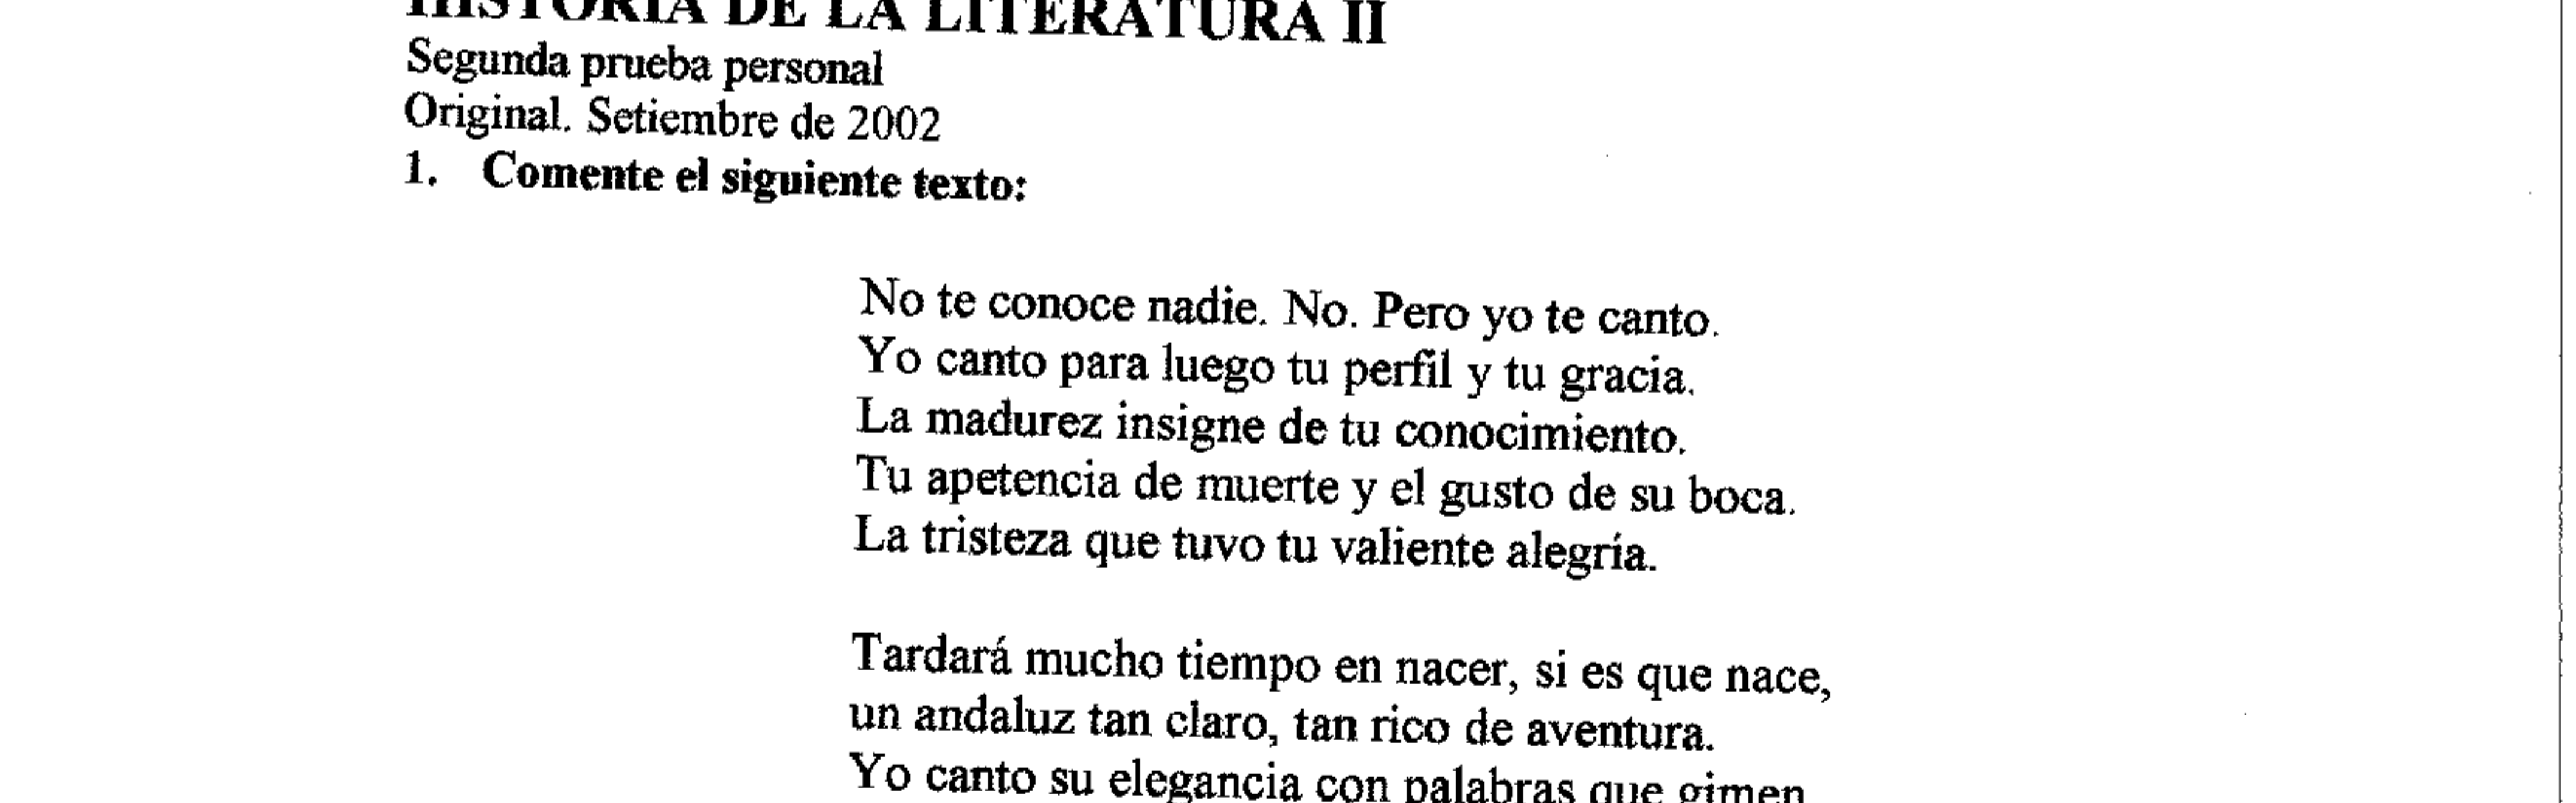 HISTORIA DE LA LITERATURA II
Segunda prueba personal
Original. Setiembre de 2002
1. Comente el siguiente texto:
No te conoce nadie. No. Pero yo te canto.
Yo canto para luego tu perfil y tu gracia.
La madurez insigne de tu conocimiento.
Tu apetencia de muerte y el gusto de su boca.
La tristeza que tuvo tu valiente alegría.
Tardará mucho tiempo en nacer, si es que nace,
un andaluz tan claro, tan rico de aventura.
Yo canto su elegancia con palabras que gimen